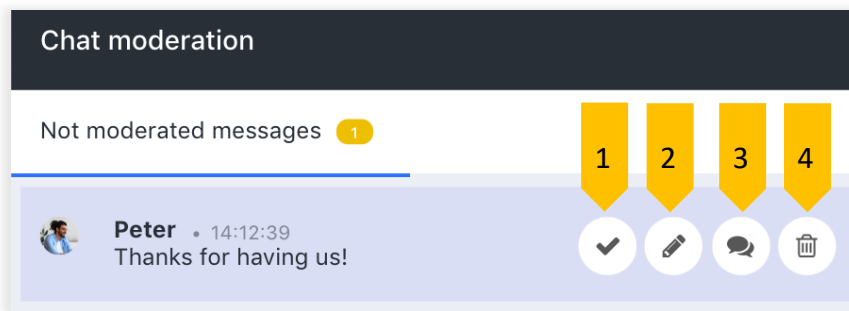 Chat moderation
Not moderated messages 1
1 2 3 4
Peter • 14:12:39
Thanks for having us!